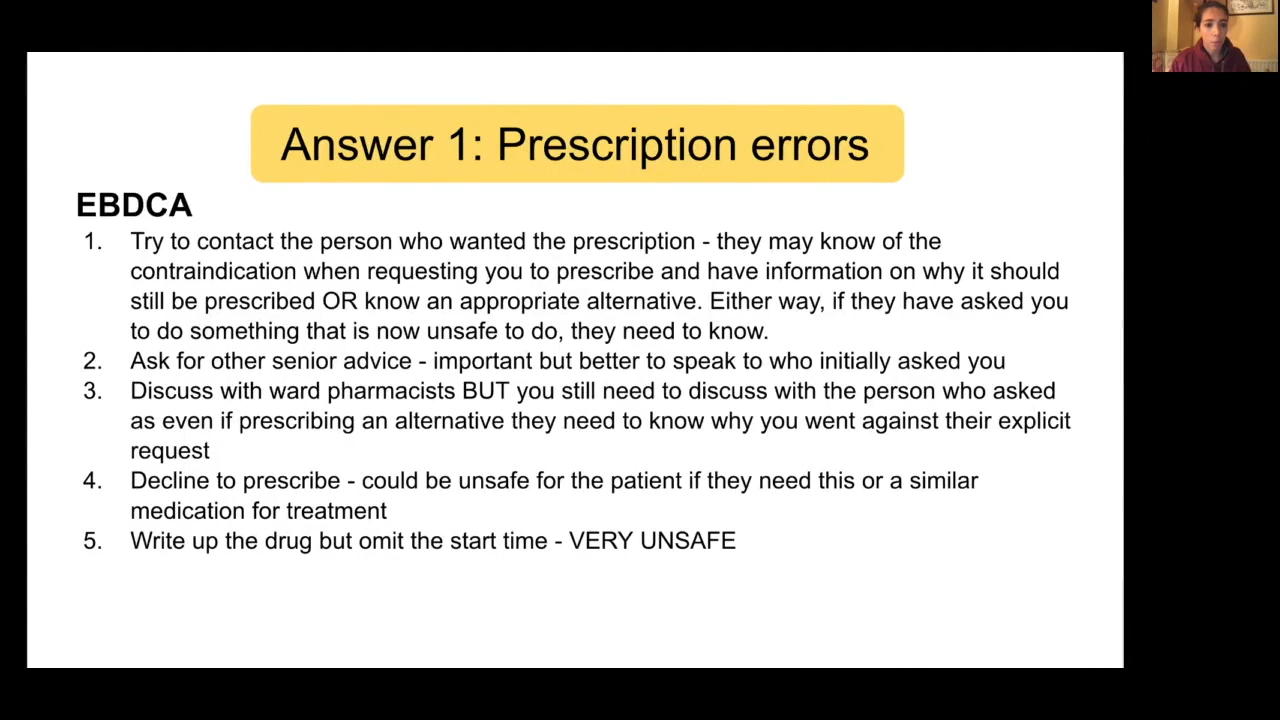 Answer 1: Prescription errors
EBDCA
1. Try to contact the person who wanted the prescription - they may know of the
contraindication when requesting you to prescribe and have information on why it should
still be prescribed OR know an appropriate alternative. Either way, if they have asked you
to do something that is now unsafe to do, they need to know.
2. Ask for other senior advice - important but better to speak to who initially asked you
3. Discuss with ward pharmacists BUT you still need to discuss with the person who asked
as even if prescribing an alternative they need to know why you went against their explicit
request
4. Decline to prescribe - could be unsafe for the patient if they need this or a similar
medication for treatment
5. Write up the drug but omit the start time - VERY UNSAFE